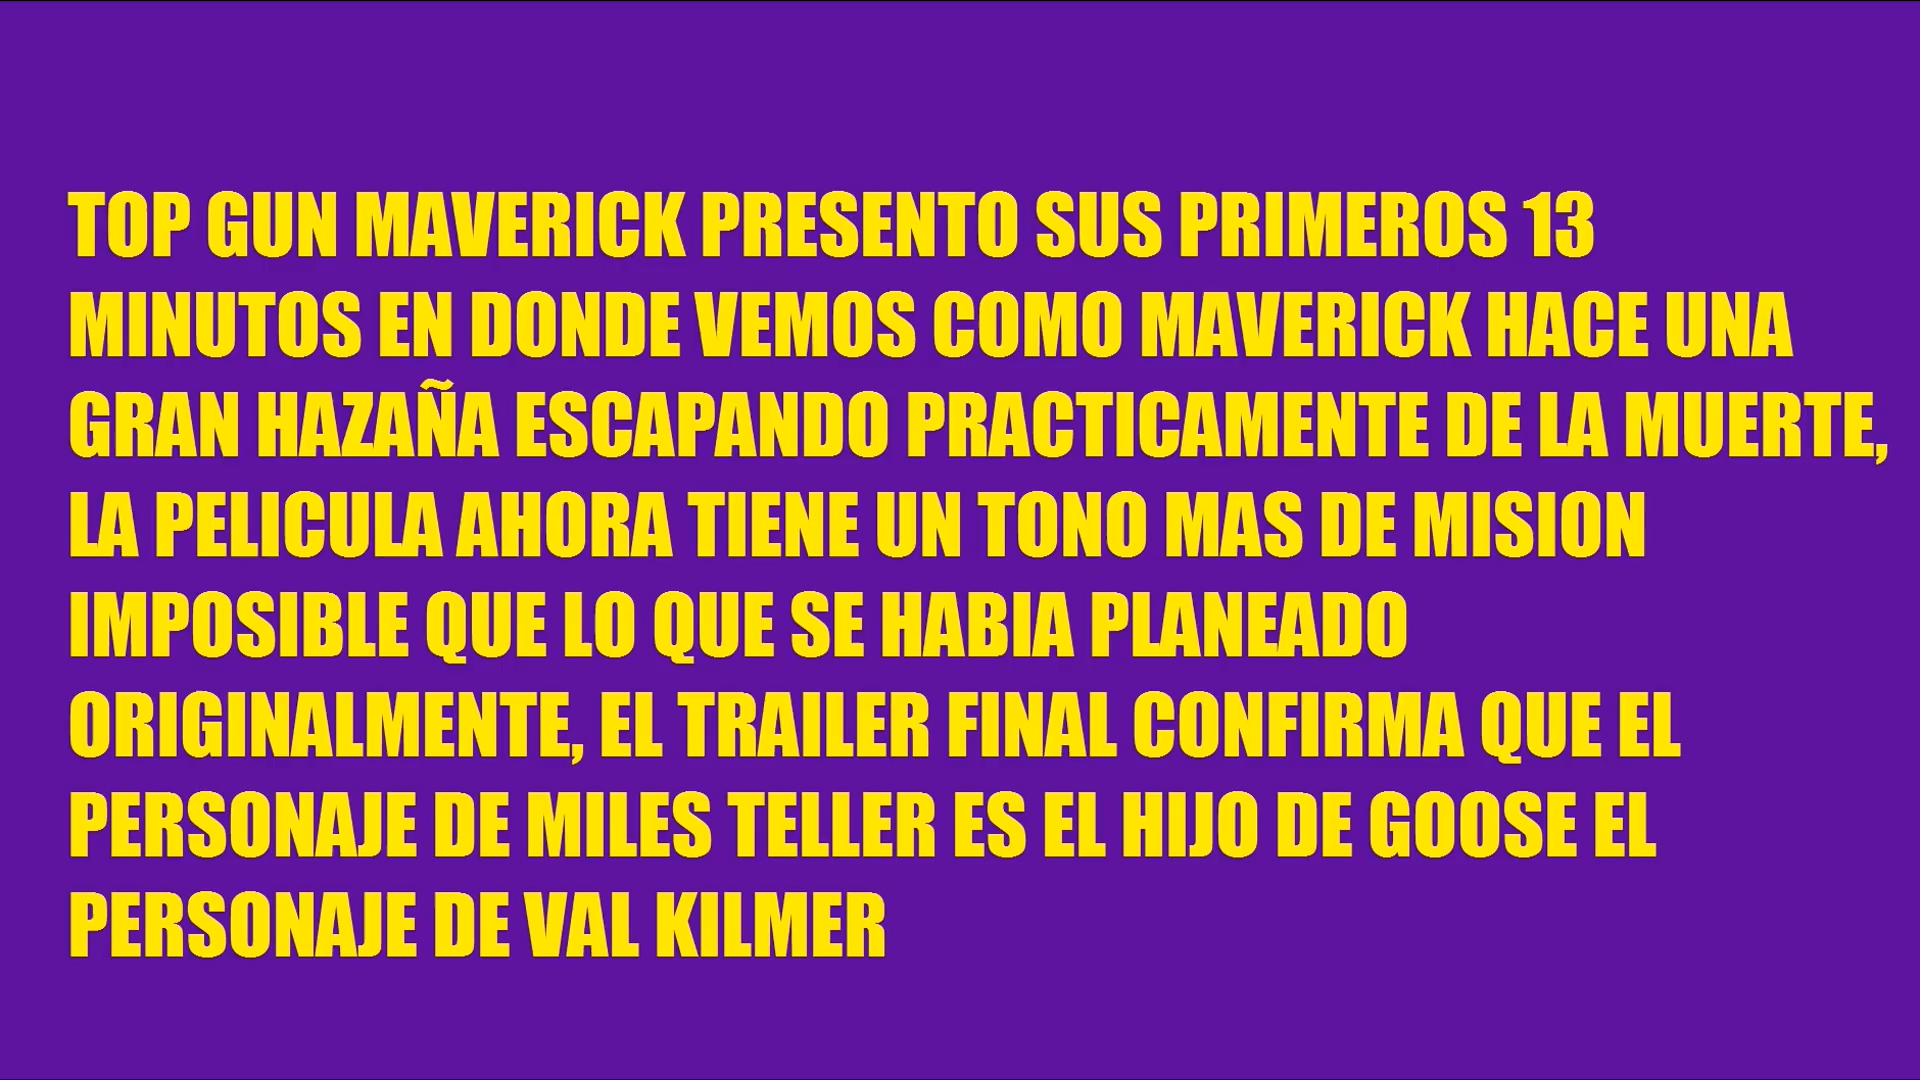 TOP GUN MAVERICK PRESENTO SUS PRIMEROS 13
MINUTOS EN DONDE VEMOS COMO MAVERICK HACE UNA
GRAN HAZAÑA ESCAPANDO PRACTICAMENTE DE LA MUERTE,
LA PELICULA AHORA TIENE UN TONO MAS DE MISION
IMPOSIBLE QUE LO QUE SE HABIA PLANEADO
ORIGINALMENTE, EL TRAILER FINAL CONFIRMA QUE EL
PERSONAJE DE MILES TELLER ES EL HIJO DE GOOSE EL
PERSONAJE DE VAL KILMER